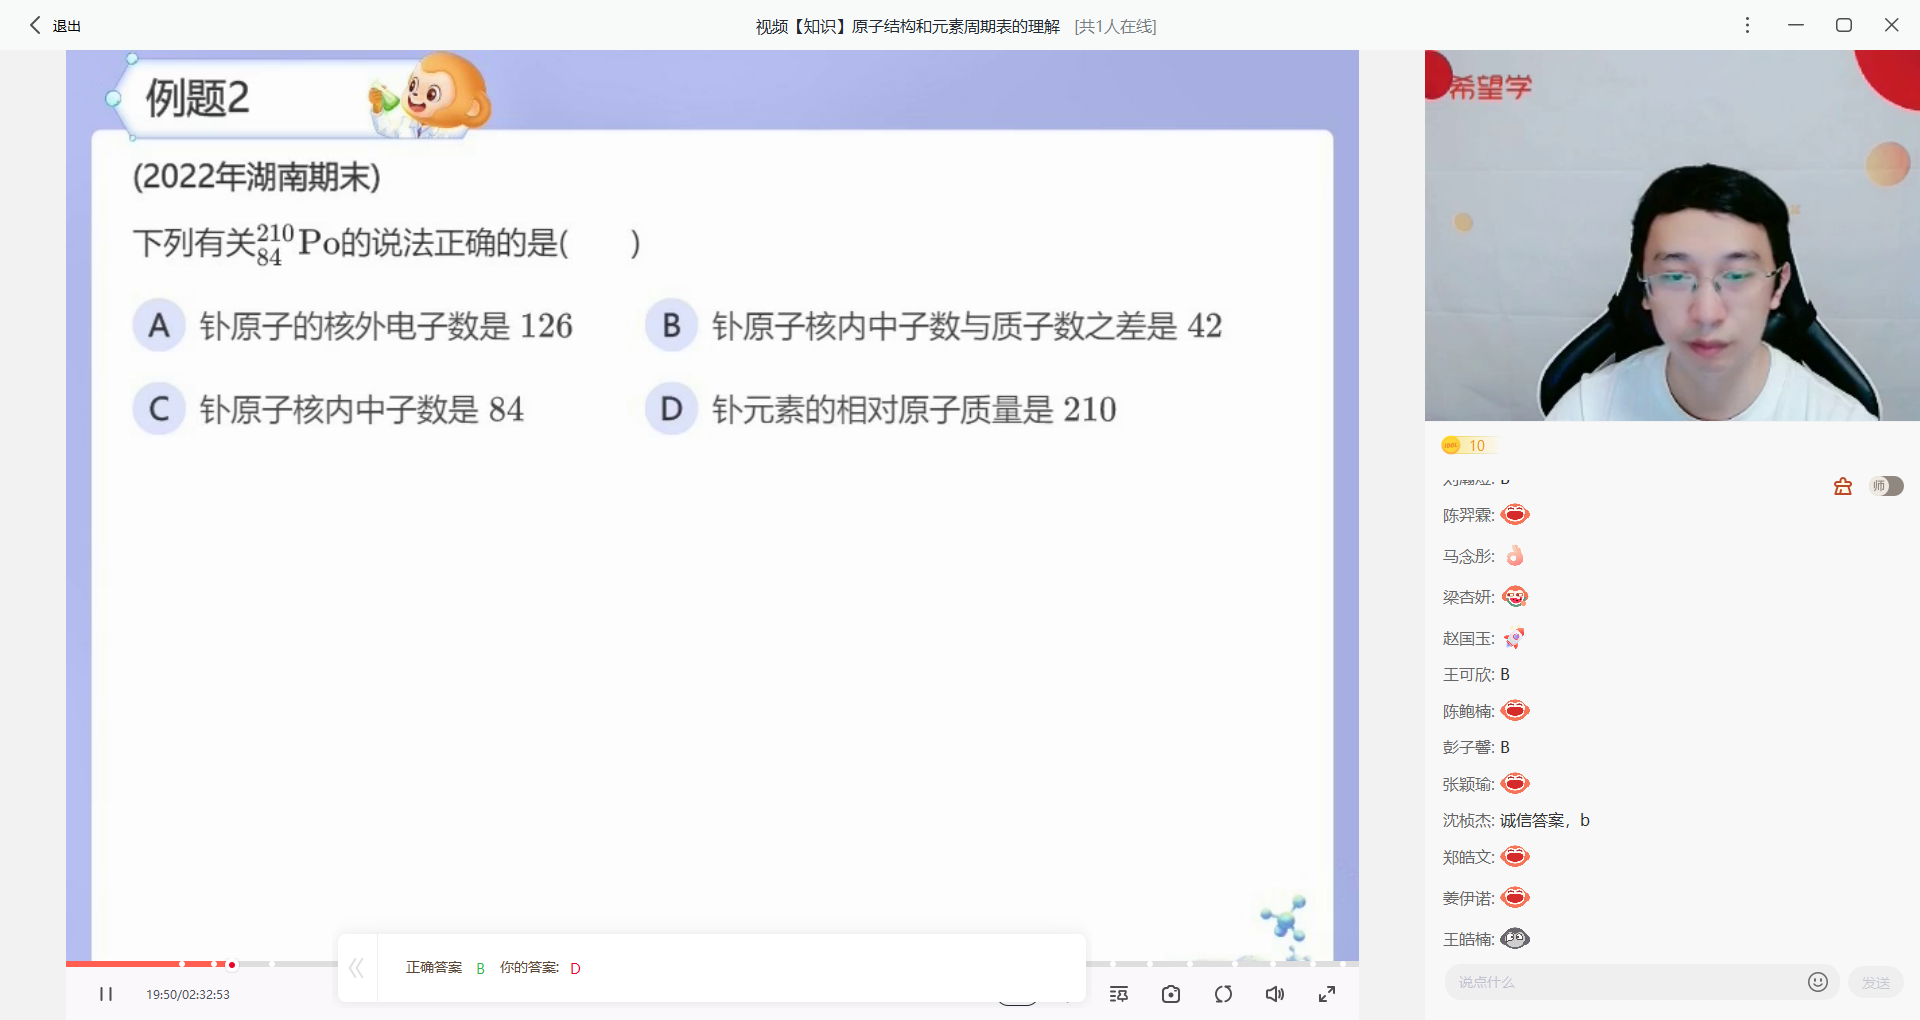 退出
视频【知识】原子结构和元素周期表的理解 [共1人在线]
例题2
(2022年湖南期末)
下列有关²¹⁰₈₄Po的说法正确的是( )
A 钋原子的核外电子数是 126
B 钋原子核内中子数与质子数之差是 42
C 钋原子核内中子数是 84
D 钋元素的相对原子质量是 210
正确答案 B 你的答案: D
19:50/02:32:53
希望学
10
师
陈羿霖:
马念彤:
梁杏妍:
赵国玉:
王可欣: B
陈鲍楠:
彭子馨: B
张颖瑜:
沈桢杰: 诚信答案，b
郑皓文:
姜伊诺:
王皓楠:
说点什么
发送